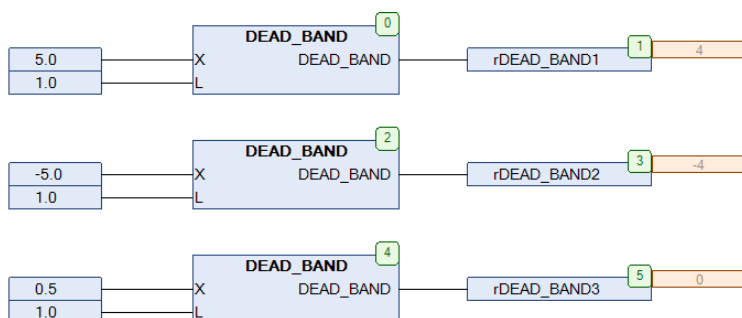 0
DEAD_BAND
5.0 X DEAD_BAND rDEAD_BAND1 1 4
1.0 L
2
DEAD_BAND
-5.0 X DEAD_BAND rDEAD_BAND2 3 -4
1.0 L
4
DEAD_BAND
0.5 X DEAD_BAND rDEAD_BAND3 5 0
1.0 L